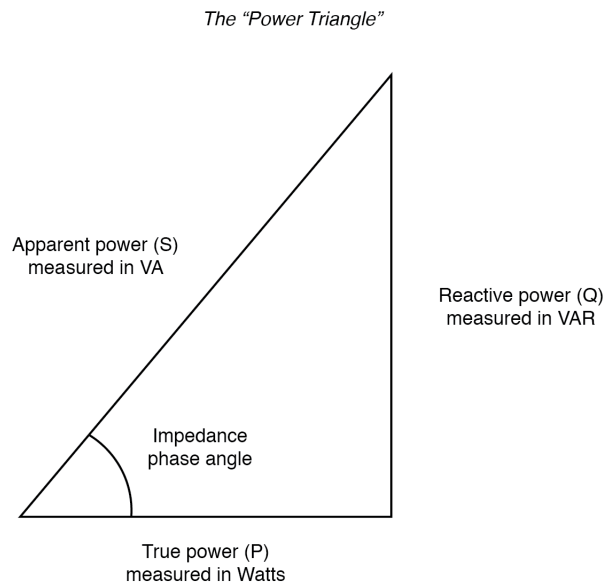 The “Power Triangle”
Apparent power (S)
measured in VA
Reactive power (Q)
measured in VAR
Impedance
phase angle
True power (P)
measured in Watts